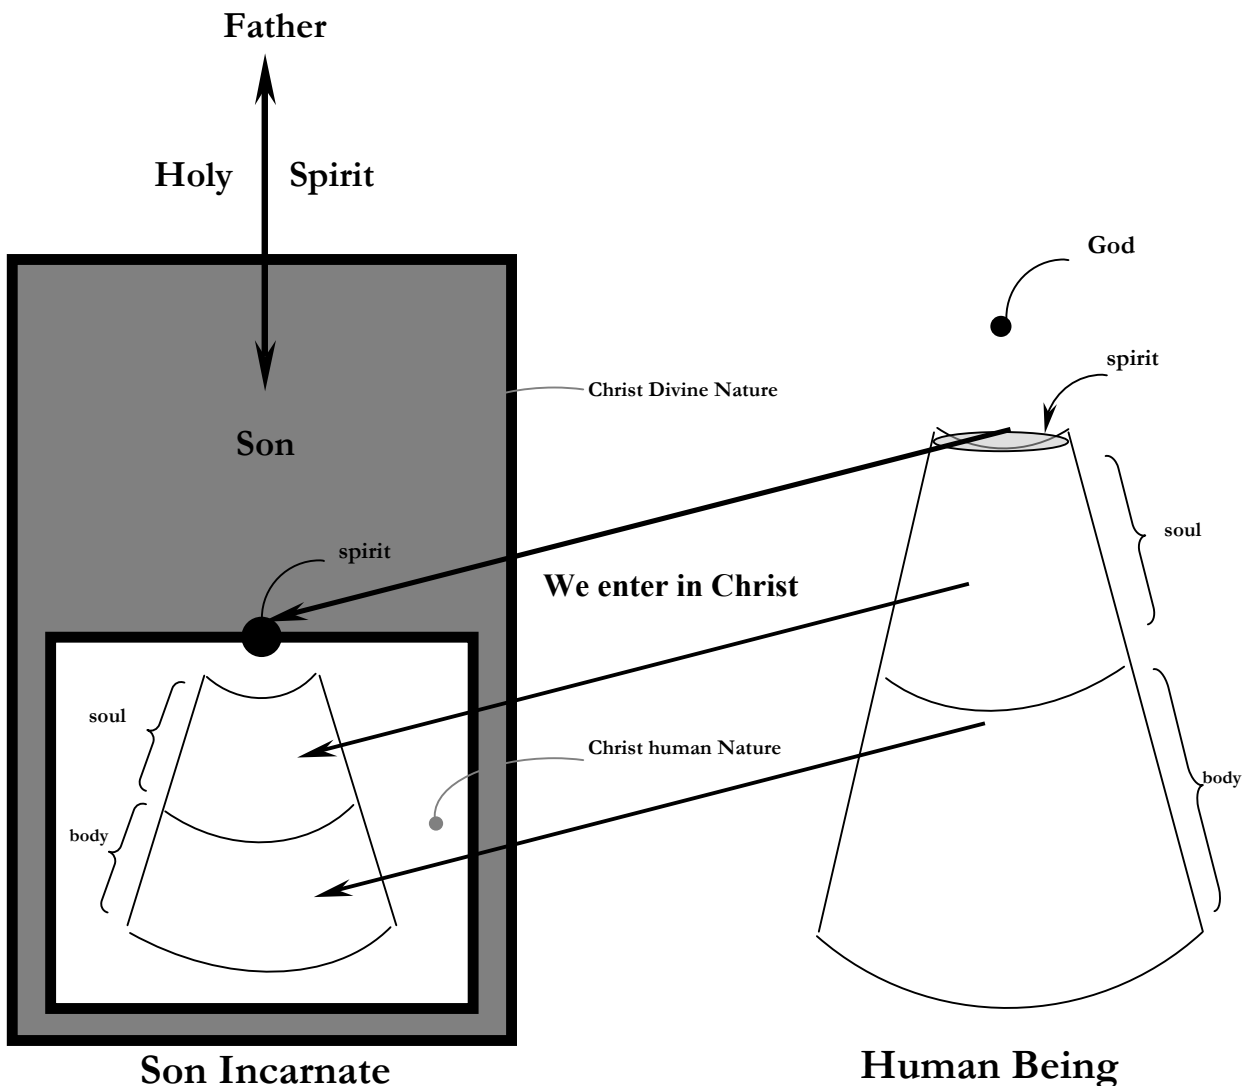 Father
Holy Spirit
God
spirit
Christ Divine Nature
Son
soul
spirit
We enter in Christ
soul
Christ human Nature
body
body
Son Incarnate
Human Being